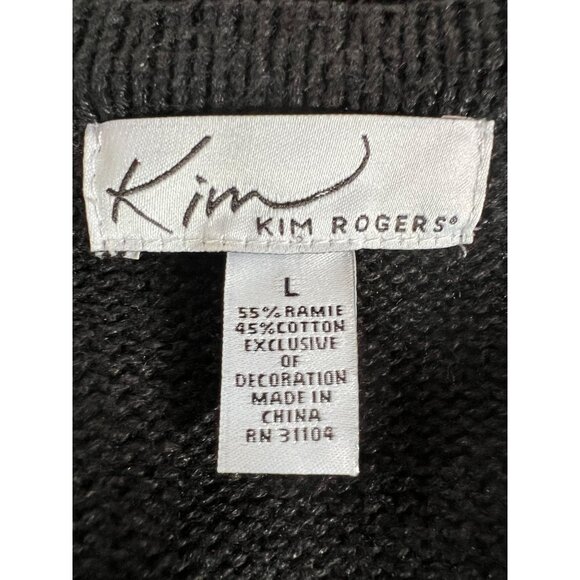 Kim
KIM ROGERS®
L
55% RAMIE
45% COTTON
EXCLUSIVE
OF
DECORATION
MADE IN
CHINA
RN 31104